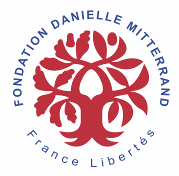 FONDATION DANIELLE MITTERRAND
France Libertés